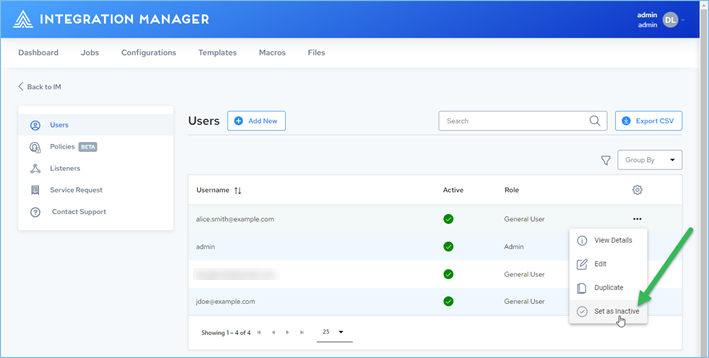 INTEGRATION MANAGER
admin
admin
DL
Dashboard Jobs Configurations Templates Macros Files
Back to IM
Users
Policies BETA
Listeners
Service Request
Contact Support
Users Add New Search Export CSV
Group By
Username Active Role
alice.smith@example.com General User
admin Admin
General User
jdoe@example.com General User
Showing 1 – 4 of 4 25
View Details
Edit
Duplicate
Set as Inactive